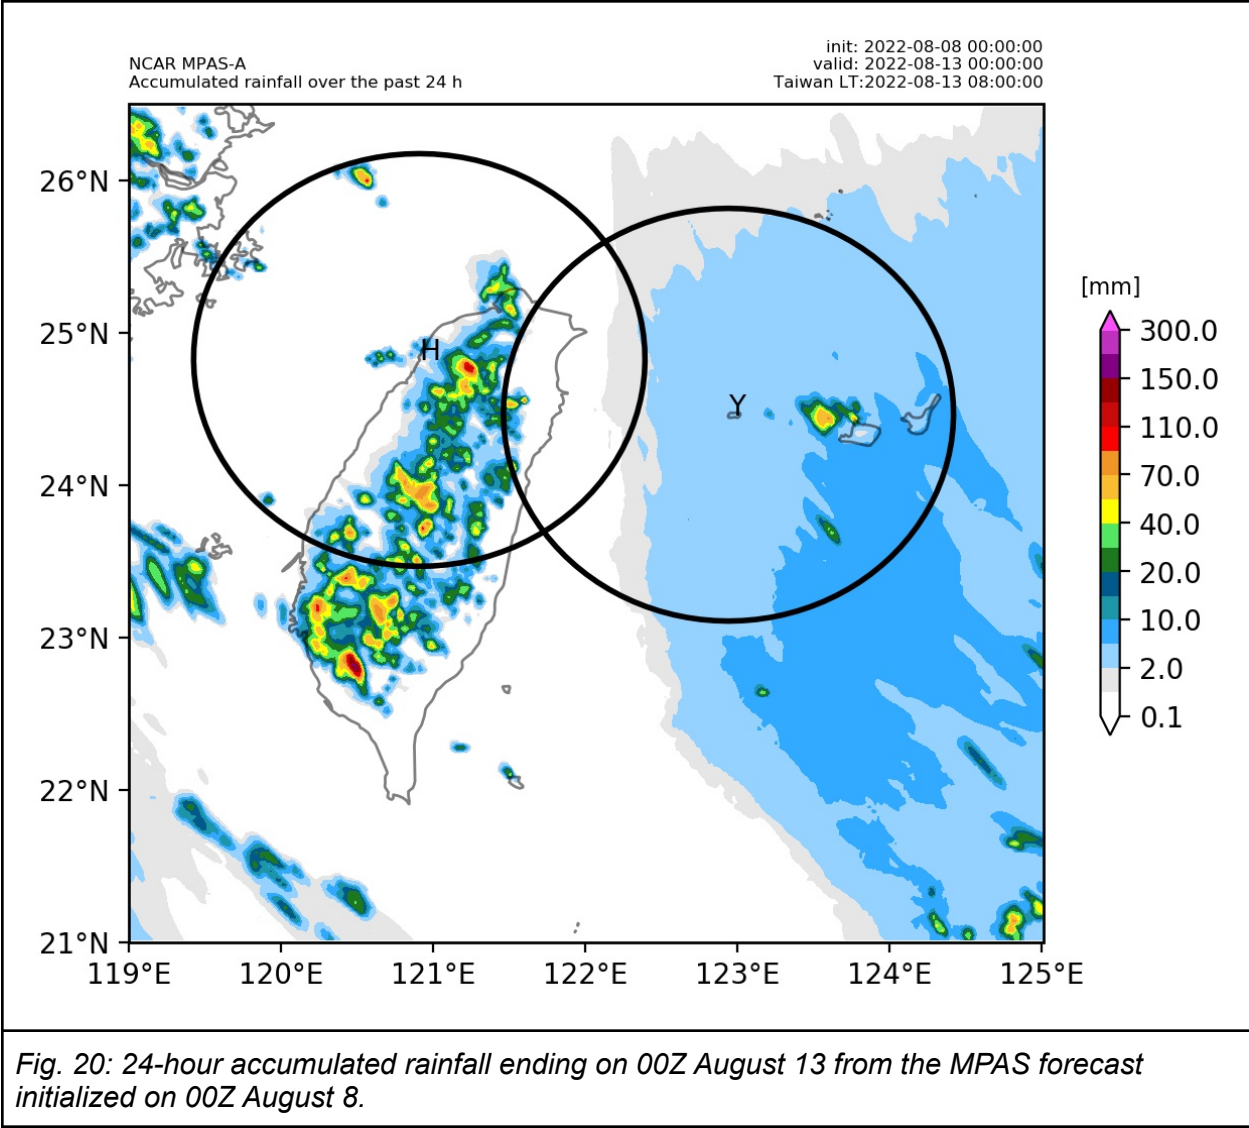 NCAR MPAS-A
Accumulated rainfall over the past 24 h
init: 2022-08-08 00:00:00
valid: 2022-08-13 00:00:00
Taiwan LT:2022-08-13 08:00:00
26°N
25°N
24°N
23°N
22°N
21°N
119°E
120°E
121°E
122°E
123°E
124°E
125°E
H
Y
[mm]
300.0
150.0
110.0
70.0
40.0
20.0
10.0
2.0
0.1
Fig. 20: 24-hour accumulated rainfall ending on 00Z August 13 from the MPAS forecast
initialized on 00Z August 8.